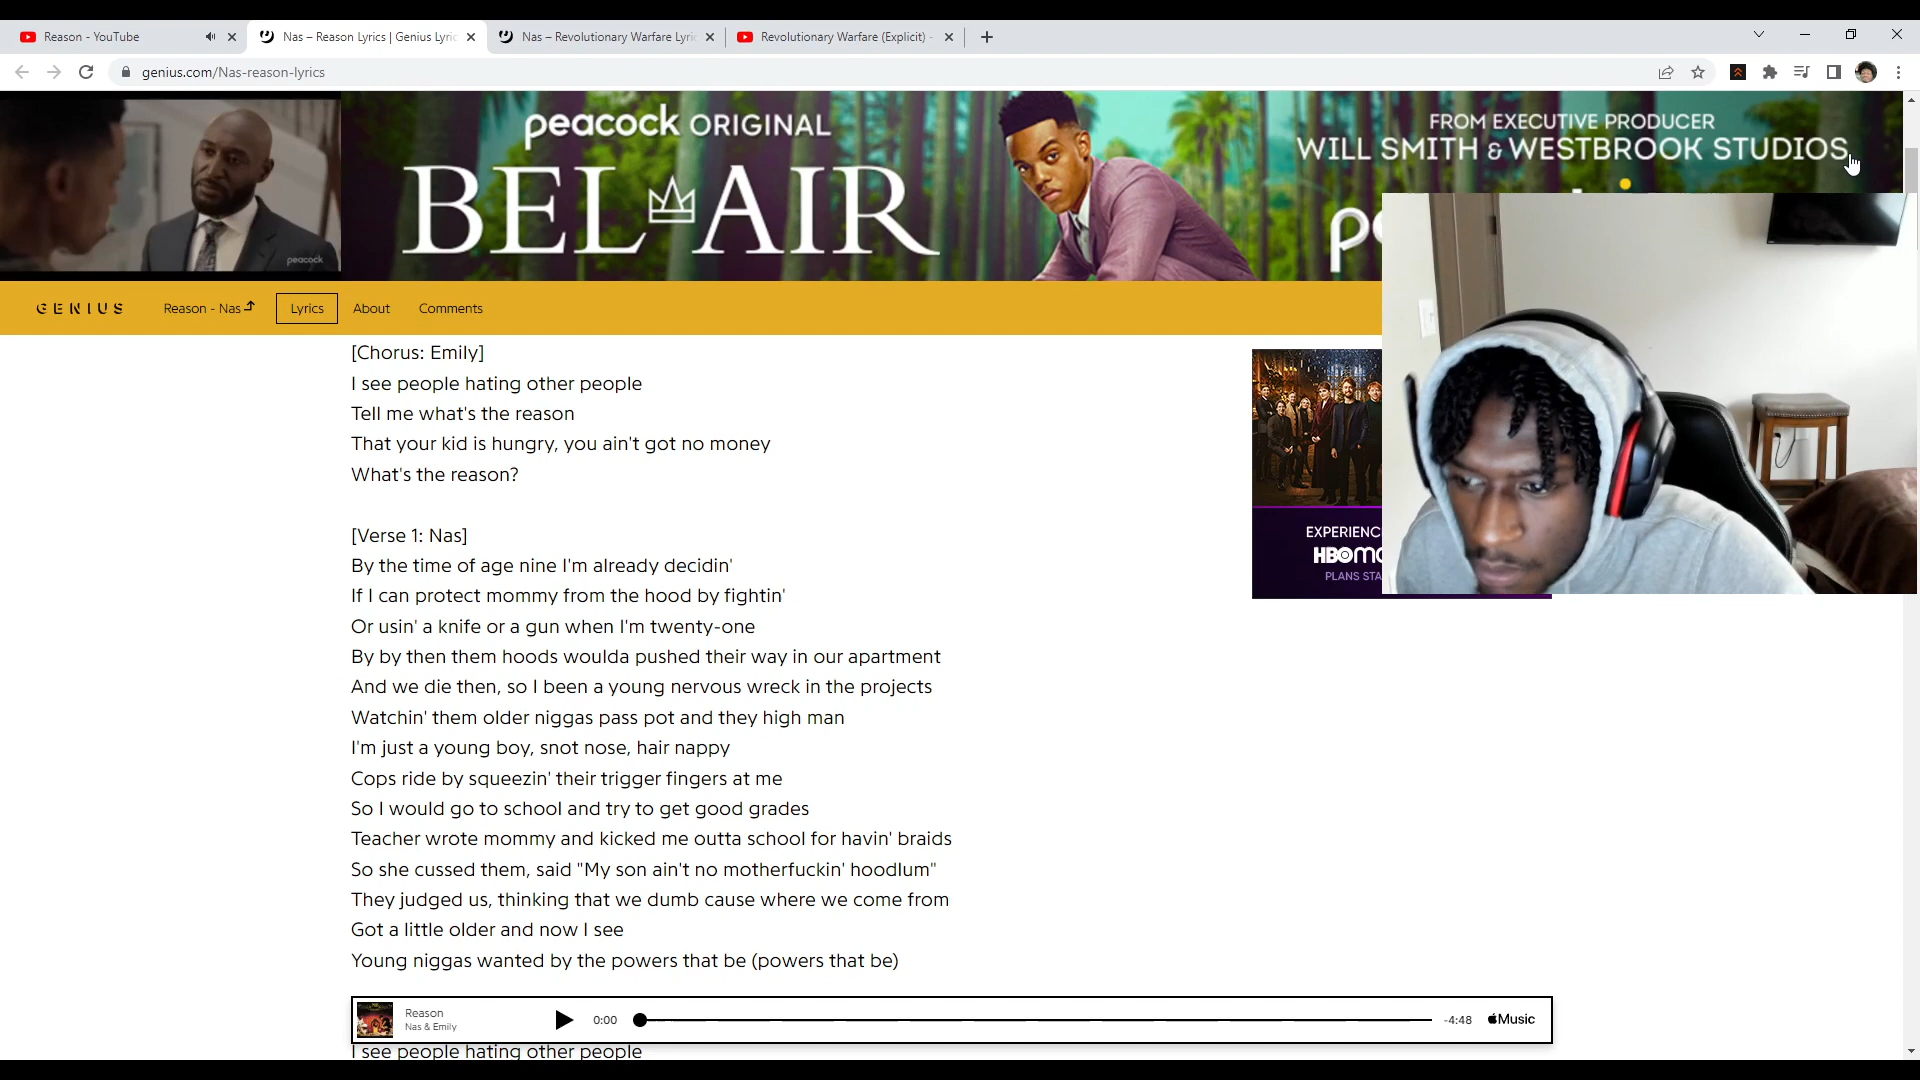 Reason - YouTube
Nas – Reason Lyrics | Genius Lyric
Nas – Revolutionary Warfare Lyri
Revolutionary Warfare (Explicit) -
genius.com/Nas-reason-lyrics
peacock
peacock ORIGINAL
BEL AIR
FROM EXECUTIVE PRODUCER
WILL SMITH & WESTBROOK STUDIOS
GENIUS
Reason - Nas
Lyrics
About
Comments
[Chorus: Emily]
I see people hating other people
Tell me what's the reason
That your kid is hungry, you ain't got no money
What's the reason?
[Verse 1: Nas]
By the time of age nine I'm already decidin'
If I can protect mommy from the hood by fightin'
Or usin' a knife or a gun when I'm twenty-one
By by then them hoods woulda pushed their way in our apartment
And we die then, so I been a young nervous wreck in the projects
Watchin' them older niggas pass pot and they high man
I'm just a young boy, snot nose, hair nappy
Cops ride by squeezin' their trigger fingers at me
So I would go to school and try to get good grades
Teacher wrote mommy and kicked me outta school for havin' braids
So she cussed them, said "My son ain't no motherfuckin' hoodlum"
They judged us, thinking that we dumb cause where we come from
Got a little older and now I see
Young niggas wanted by the powers that be (powers that be)
I see people hating other people
EXPERIENC
HBOMO
PLANS STA
Reason
Nas & Emily
0:00
-4:48
Music